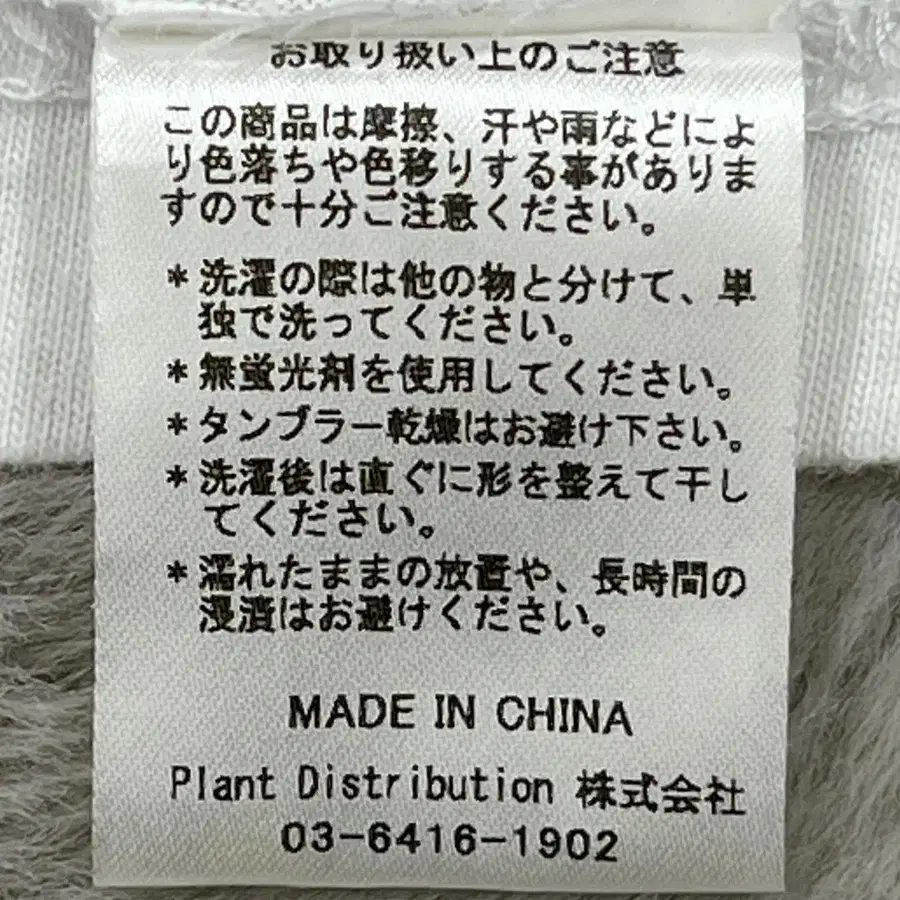 お取り扱い上のご注意
この商品は摩擦、汗や雨などによ
り色落ちや色移りする事がありま
すので十分ご注意ください。
*洗濯の際は他の物と分けて、単
独で洗ってください。
*無蛍光剤を使用してください。
*タンブラー乾燥はお避け下さい。
*洗濯後は直ぐに形を整えて干し
てください。
*濡れたままの放置や、長時間の
浸漬はお避けください。
MADE IN CHINA
Plant Distribution 株式会社
03-6416-1902